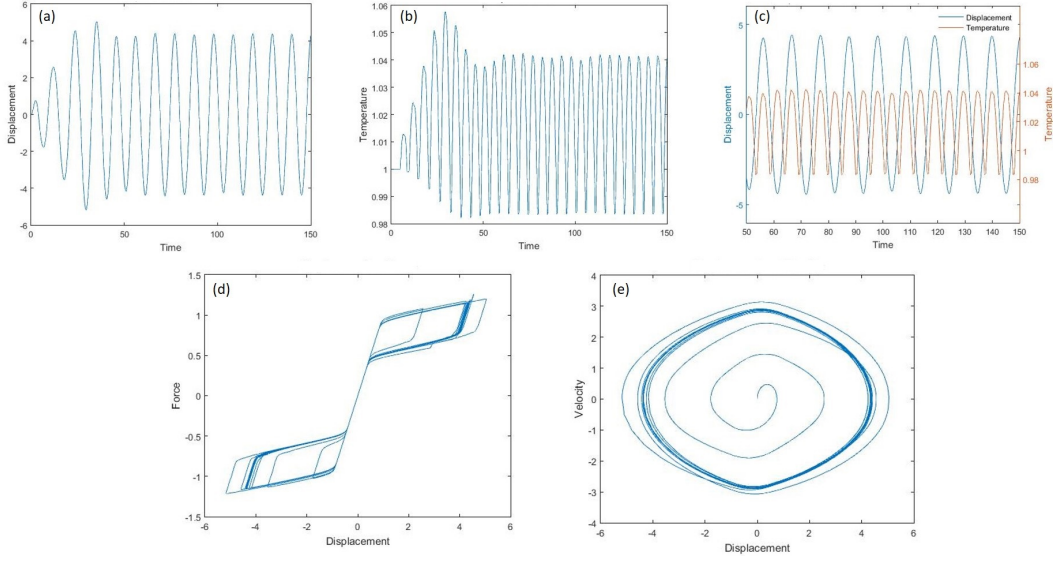 (a)
6
4
2
0
-2
-4
-6
Displacement
0 50 100 150
Time
(b)
1.06
1.05
1.04
1.03
1.02
1.01
1
0.99
0.98
Temperature
0 50 100 150
Time
(c)
Displacement
Temperature
5
0
-5
Displacement
1.06
1.04
1.02
1
0.98
Temperature
50 60 70 80 90 100 110 120 130 140 150
Time
(d)
1.5
1
0.5
0
-0.5
-1
-1.5
Force
-6 -4 -2 0 2 4 6
Displacement
(e)
4
3
2
1
0
-1
-2
-3
-4
Velocity
-6 -4 -2 0 2 4 6
Displacement